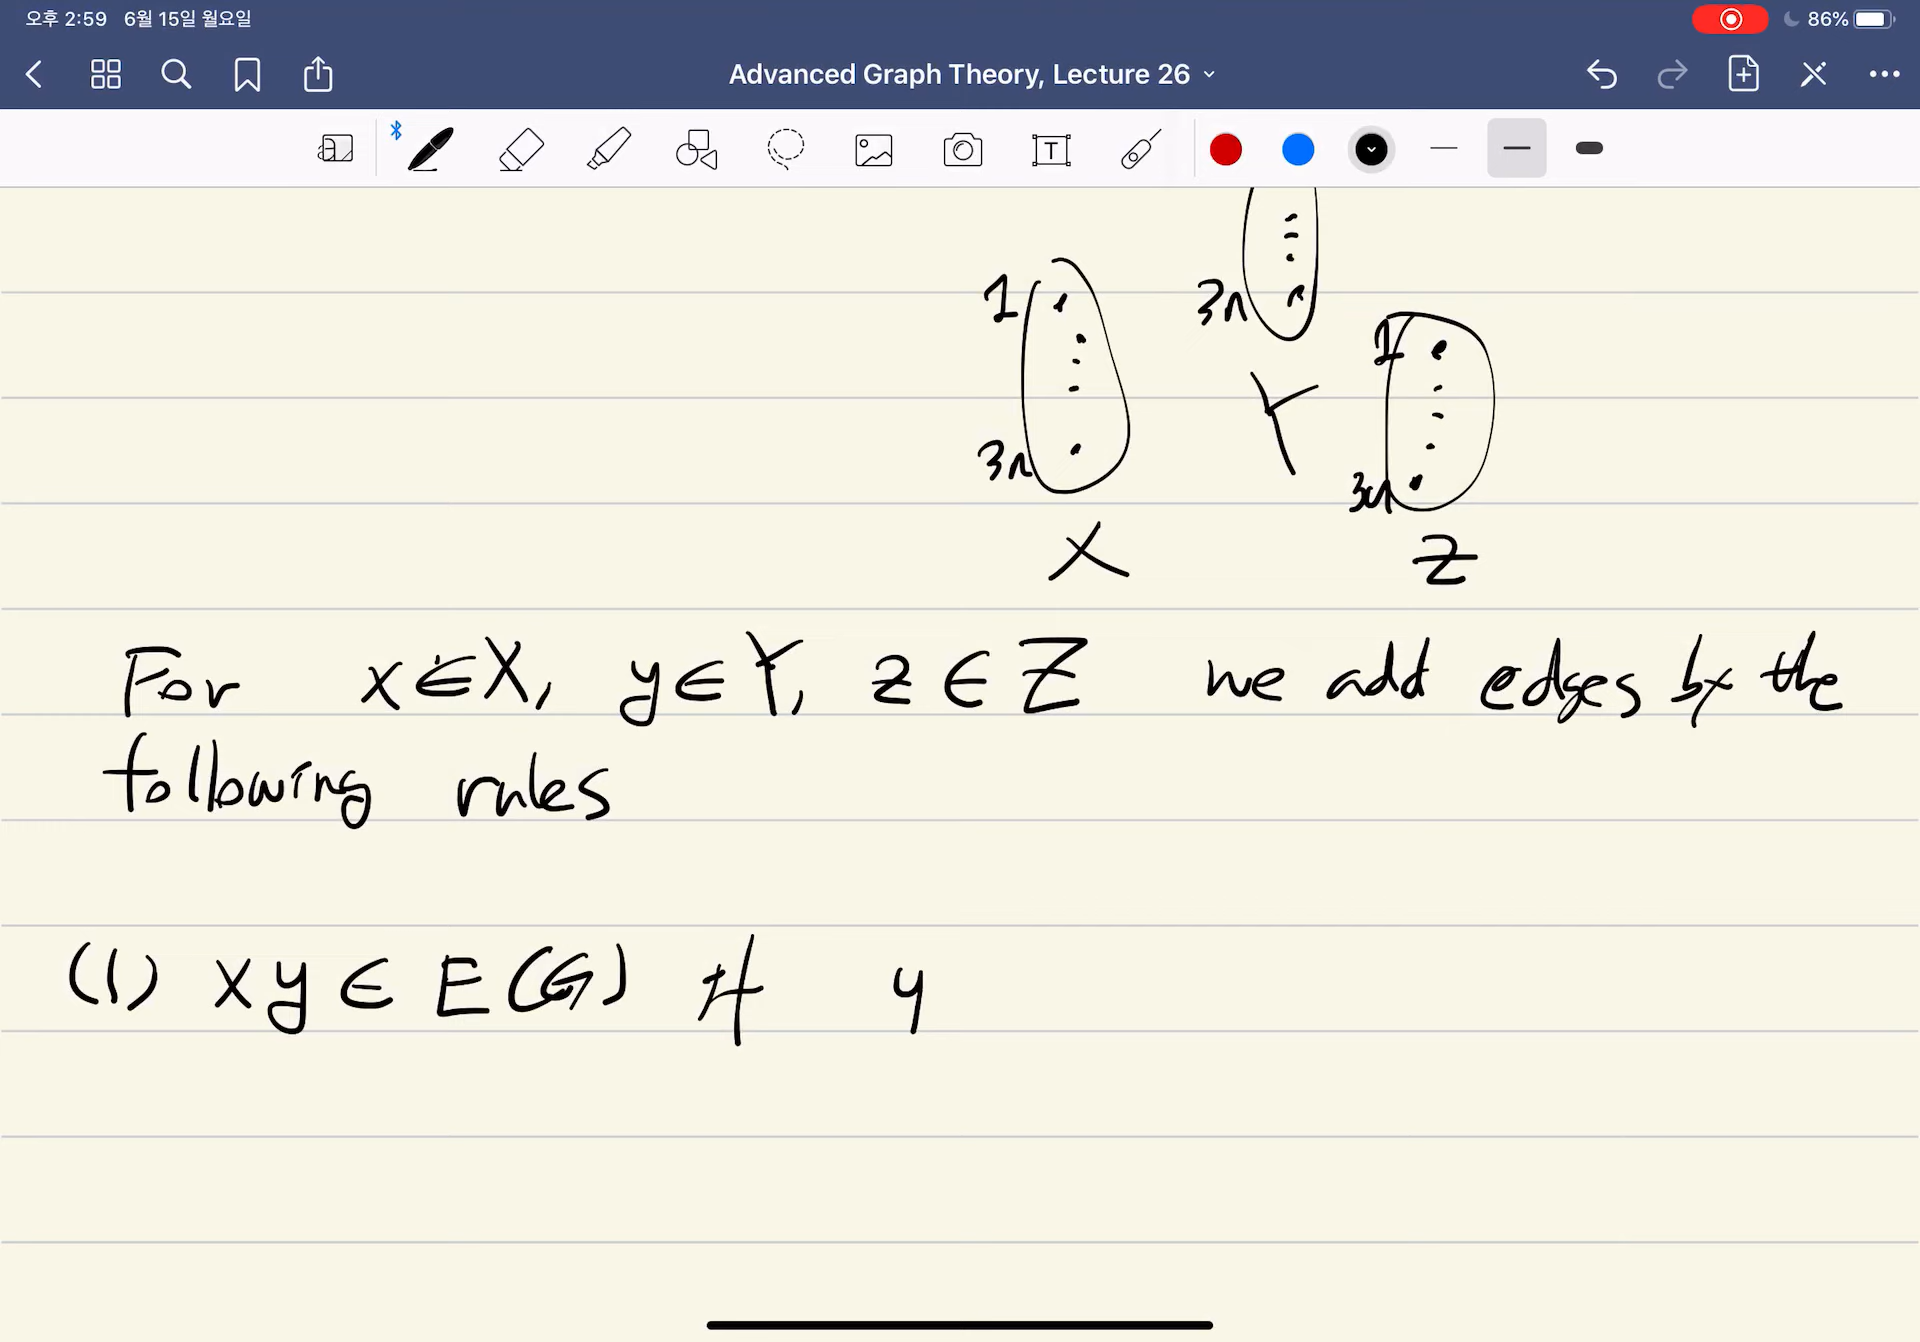 오후 2:59 6월 15일 월요일
86%
Advanced Graph Theory, Lecture 26
a
T
1
3n
1
3n
Y
3n
X
Z
For x∈X, y∈Y, z∈Z we add edges by the
following rules
(1) xy ∈ E(G) if y